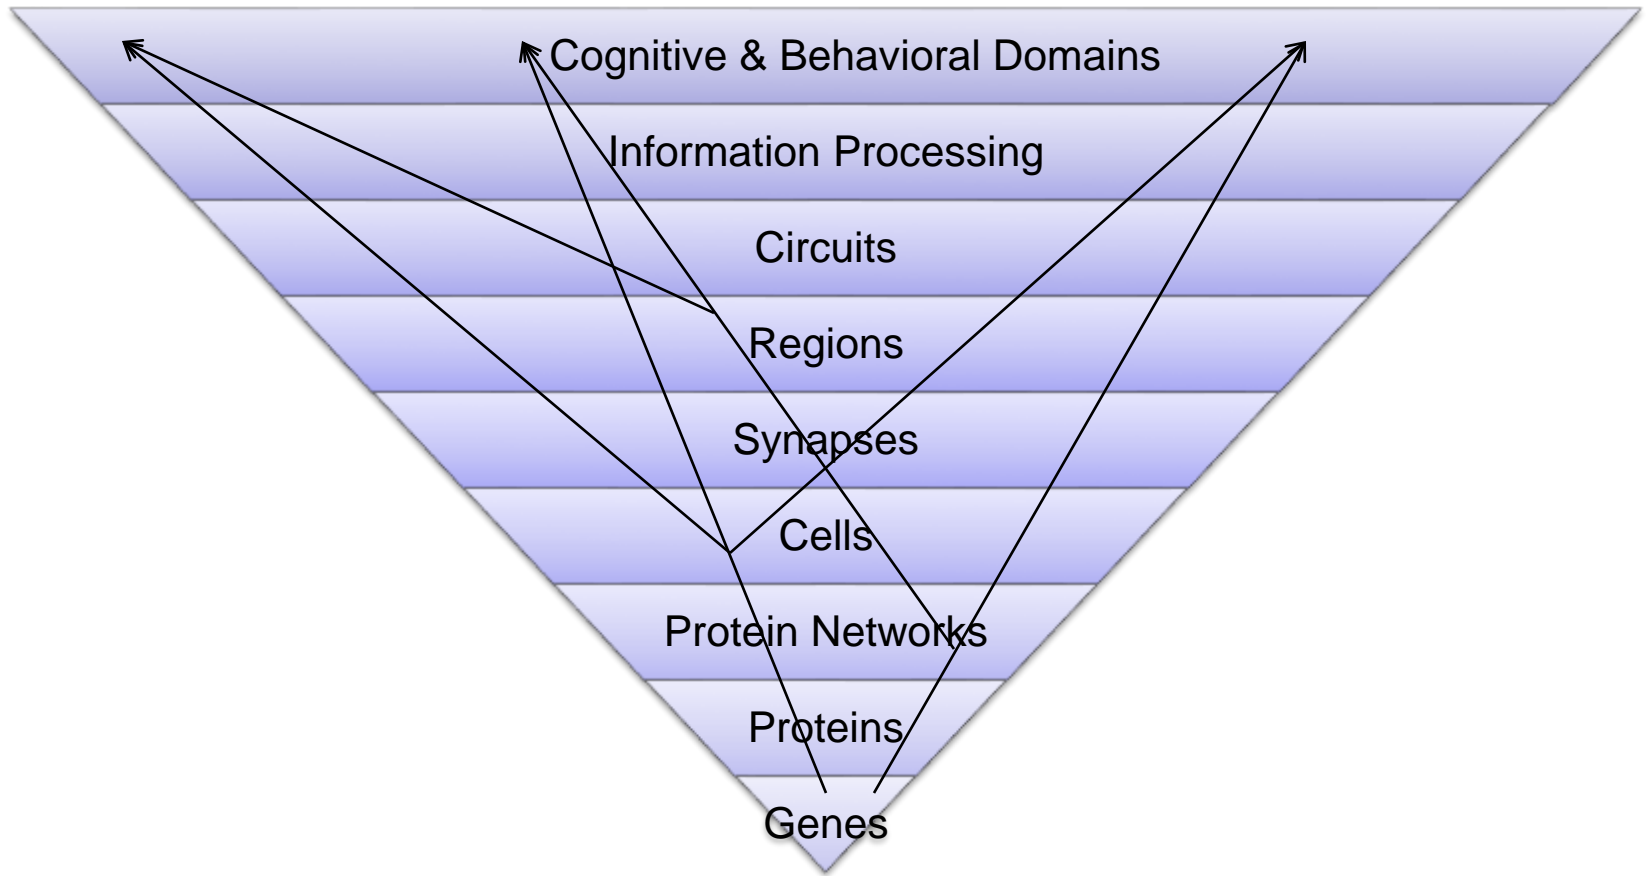 Cognitive & Behavioral Domains
Information Processing
Circuits
Regions
Synapses
Cells
Protein Networks
Proteins
Genes